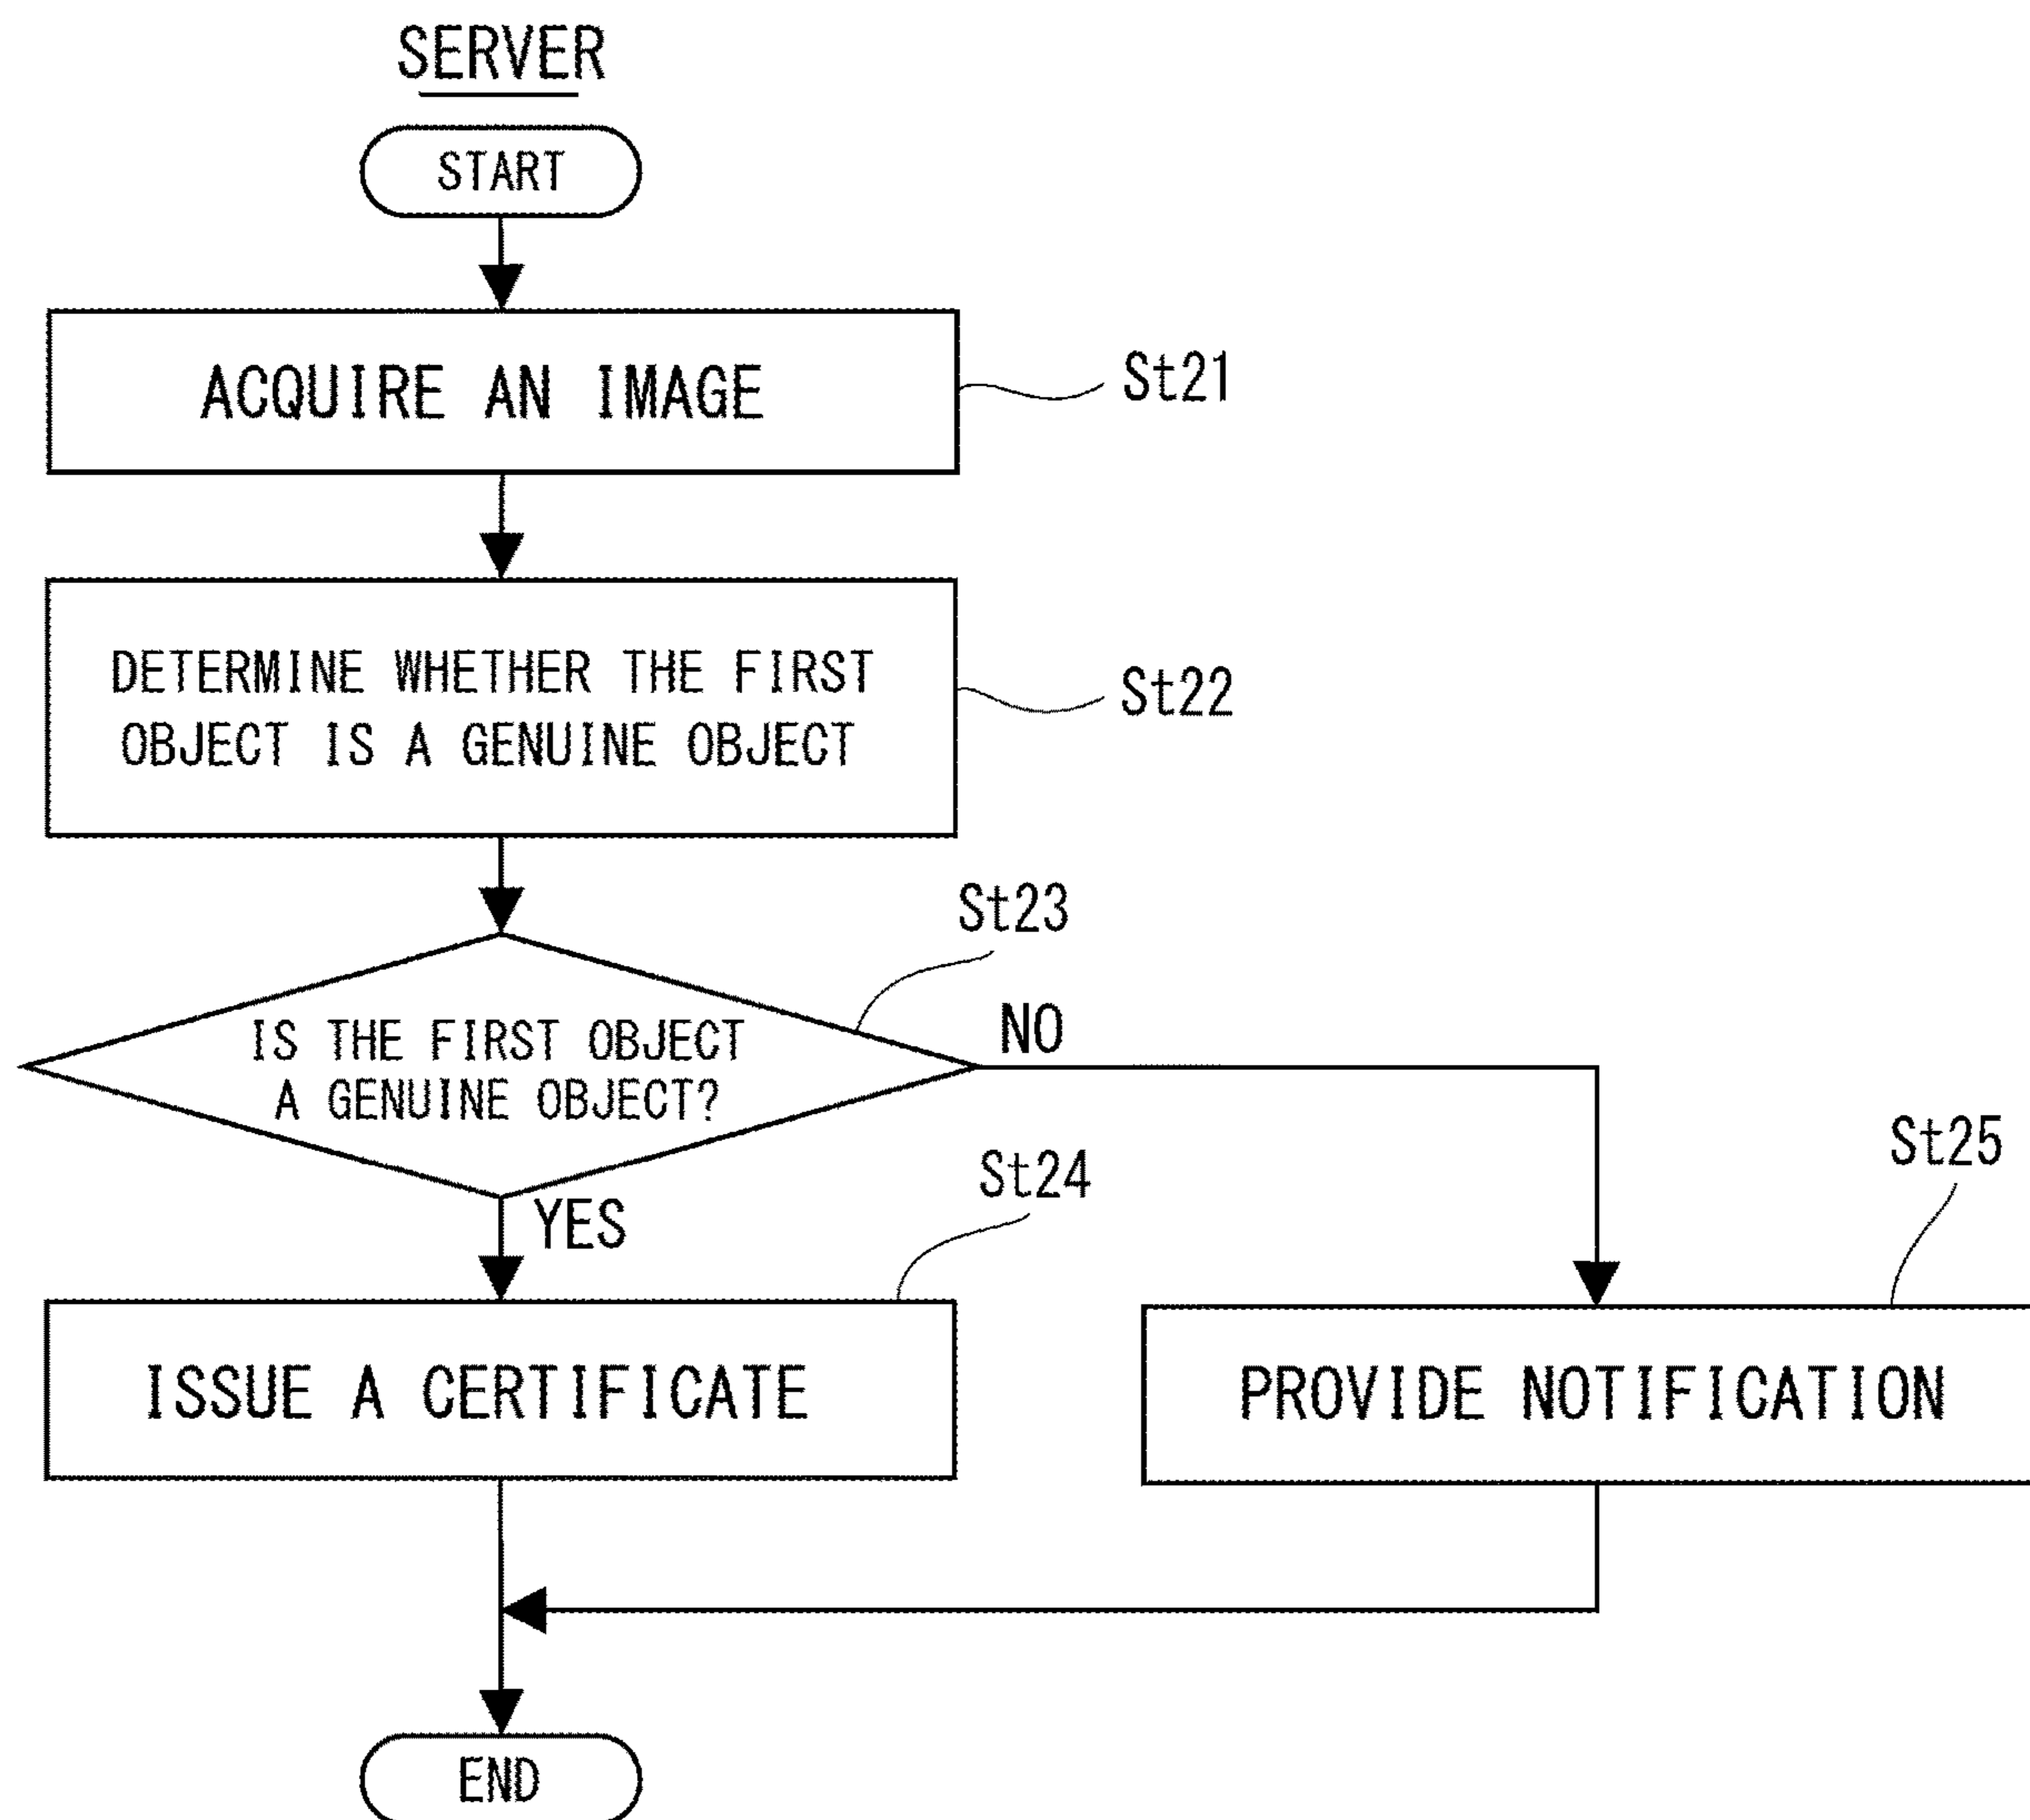 SERVER
START
ACQUIRE AN IMAGE
St21
DETERMINE WHETHER THE FIRST
OBJECT IS A GENUINE OBJECT
St22
St23
IS THE FIRST OBJECT
A GENUINE OBJECT?
NO
YES
St24
St25
ISSUE A CERTIFICATE
PROVIDE NOTIFICATION
END